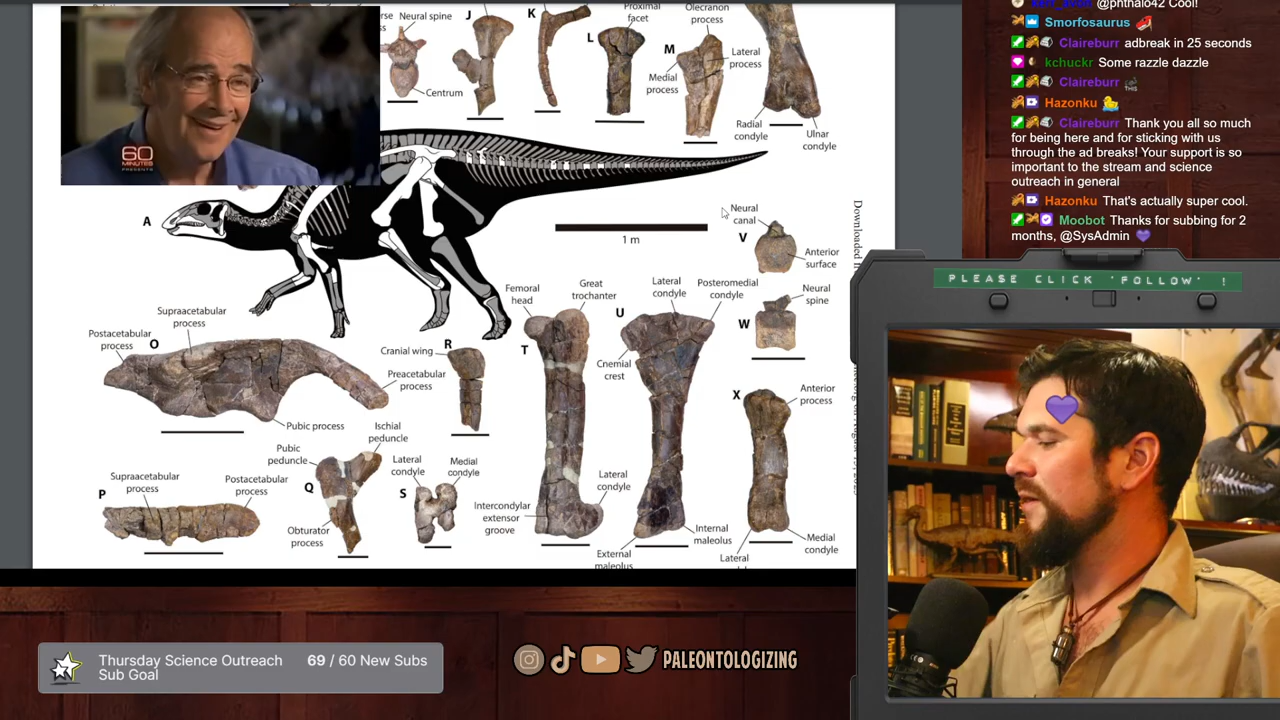 Neural spine
Centrum
J
K
Proximal
facet
L
Olecranon
process
M
Lateral
process
Medial
process
Radial
condyle
Ulnar
condyle
60
MINUTES
PRESENTS
A
1 m
Neural
canal
V
Anterior
surface
Neural
spine
W
Femoral
head
Great
trochanter
T
Lateral
condyle
Posteromedial
condyle
U
Cnemial
crest
Supraacetabular
process
Postacetabular
process
O
Preacetabular
process
Pubic process
Cranial wing
R
X
Anterior
process
Ischial
peduncle
Pubic
peduncle
Q
Obturator
process
Lateral
condyle
Medial
condyle
S
Supraacetabular
process
Postacetabular
process
P
Intercondylar
extensor
groove
Lateral
condyle
Internal
maleolus
External
maleolus
Lateral
Medial
condyle
Downloaded
@phthalo42 Cool!
Smorfosaurus
Claireburr adbreak in 25 seconds
kchuckr Some razzle dazzle
Claireburr
Hazonku
Claireburr Thank you all so much
for being here and for sticking with us
through the ad breaks! Your support is so
important to the stream and science
outreach in general
Hazonku That's actually super cool.
Moobot Thanks for subbing for 2
months, @SysAdmin
PLEASE CLICK 'FOLLOW' !
Thursday Science Outreach 69 / 60 New Subs
Sub Goal
PALEONTOLOGIZING